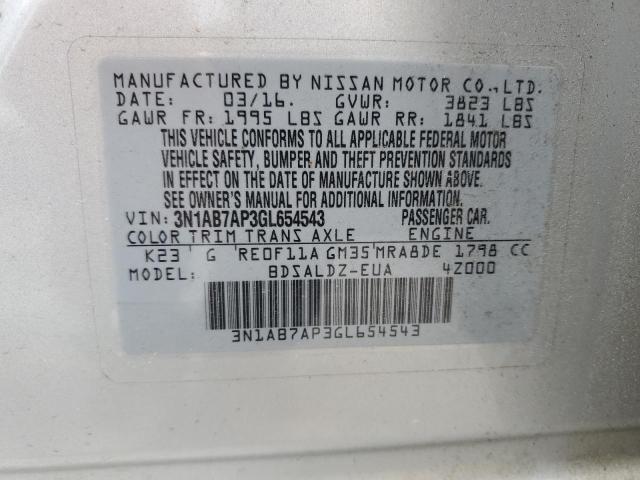 MANUFACTURED BY NISSAN MOTOR CO., LTD.
DATE: 03/16. GVWR: 3823 LBS
GAWR FR: 1995 LBS GAWR RR: 1841 LBS
THIS VEHICLE CONFORMS TO ALL APPLICABLE FEDERAL MOTOR
VEHICLE SAFETY, BUMPER AND THEFT PREVENTION STANDARDS
IN EFFECT ON THE DATE OF MANUFACTURE SHOWN ABOVE.
SEE OWNER'S MANUAL FOR ADDITIONAL INFORMATION.
VIN: 3N1AB7AP3GL654543 PASSENGER CAR.
COLOR TRIM TRANS AXLE ENGINE
K23 G RE0F11A GM35 MRA8DE 1798 CC
MODEL: BDSALDZ-EUA 4Z000
3N1AB7AP3GL654543